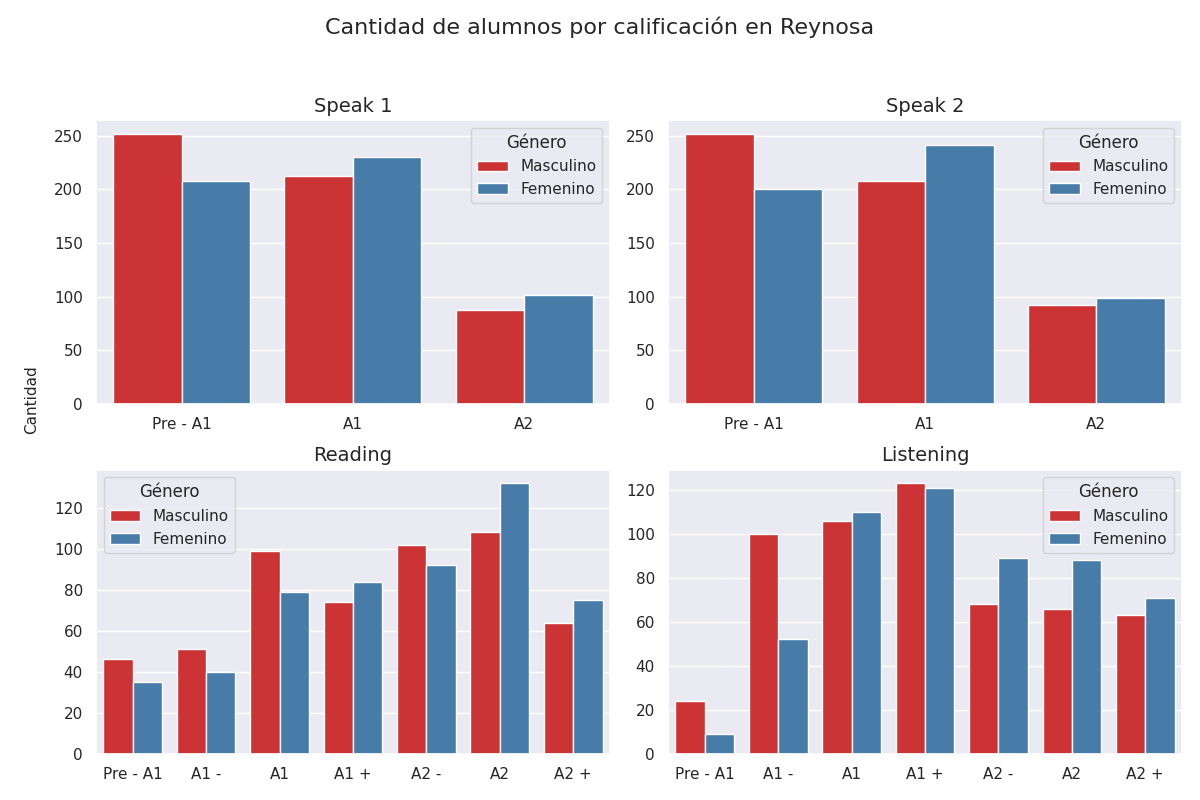 Cantidad de alumnos por calificación en Reynosa
Cantidad
Speak 1
250
200
150
100
50
0
Pre - A1 A1 A2
Género
Masculino
Femenino
Speak 2
250
200
150
100
50
0
Pre - A1 A1 A2
Género
Masculino
Femenino
Reading
120
100
80
60
40
20
0
Pre - A1 A1 - A1 A1 + A2 - A2 A2 +
Género
Masculino
Femenino
Listening
120
100
80
60
40
20
0
Pre - A1 A1 - A1 A1 + A2 - A2 A2 +
Género
Masculino
Femenino